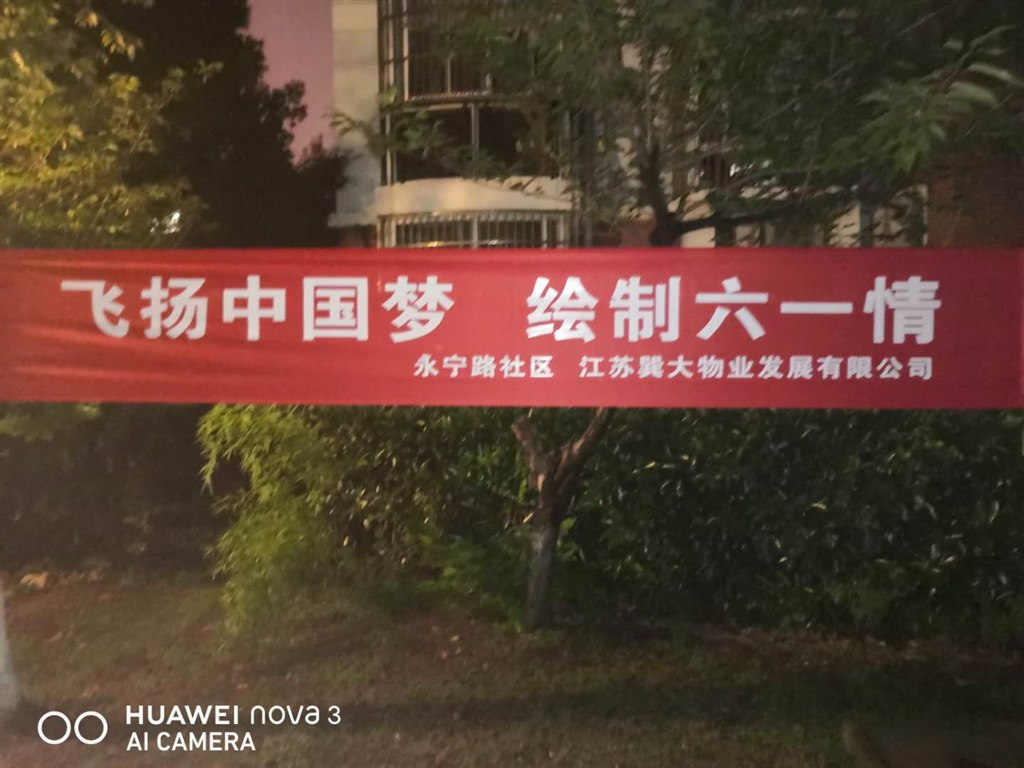 飞扬中国梦 绘制六一情
永宁路社区 江苏巽大物业发展有限公司
HUAWEI nova 3
AI CAMERA